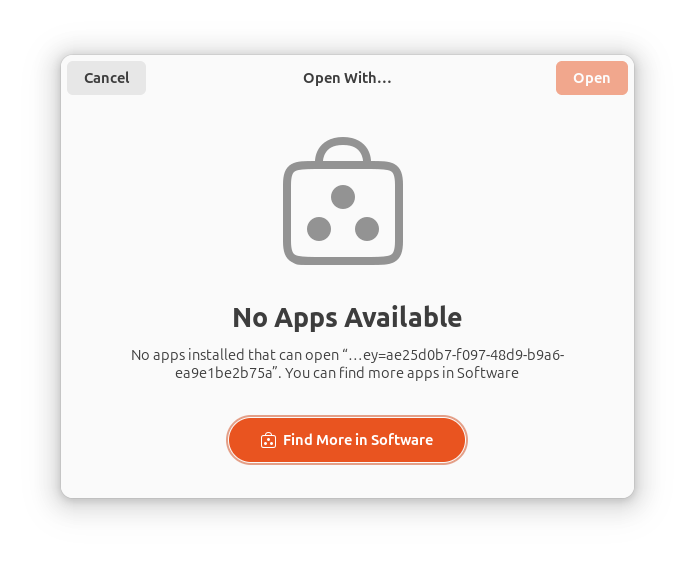 Cancel
Open With…
Open
No Apps Available
No apps installed that can open “…ey=ae25d0b7-f097-48d9-b9a6-
ea9e1be2b75a”. You can find more apps in Software
Find More in Software